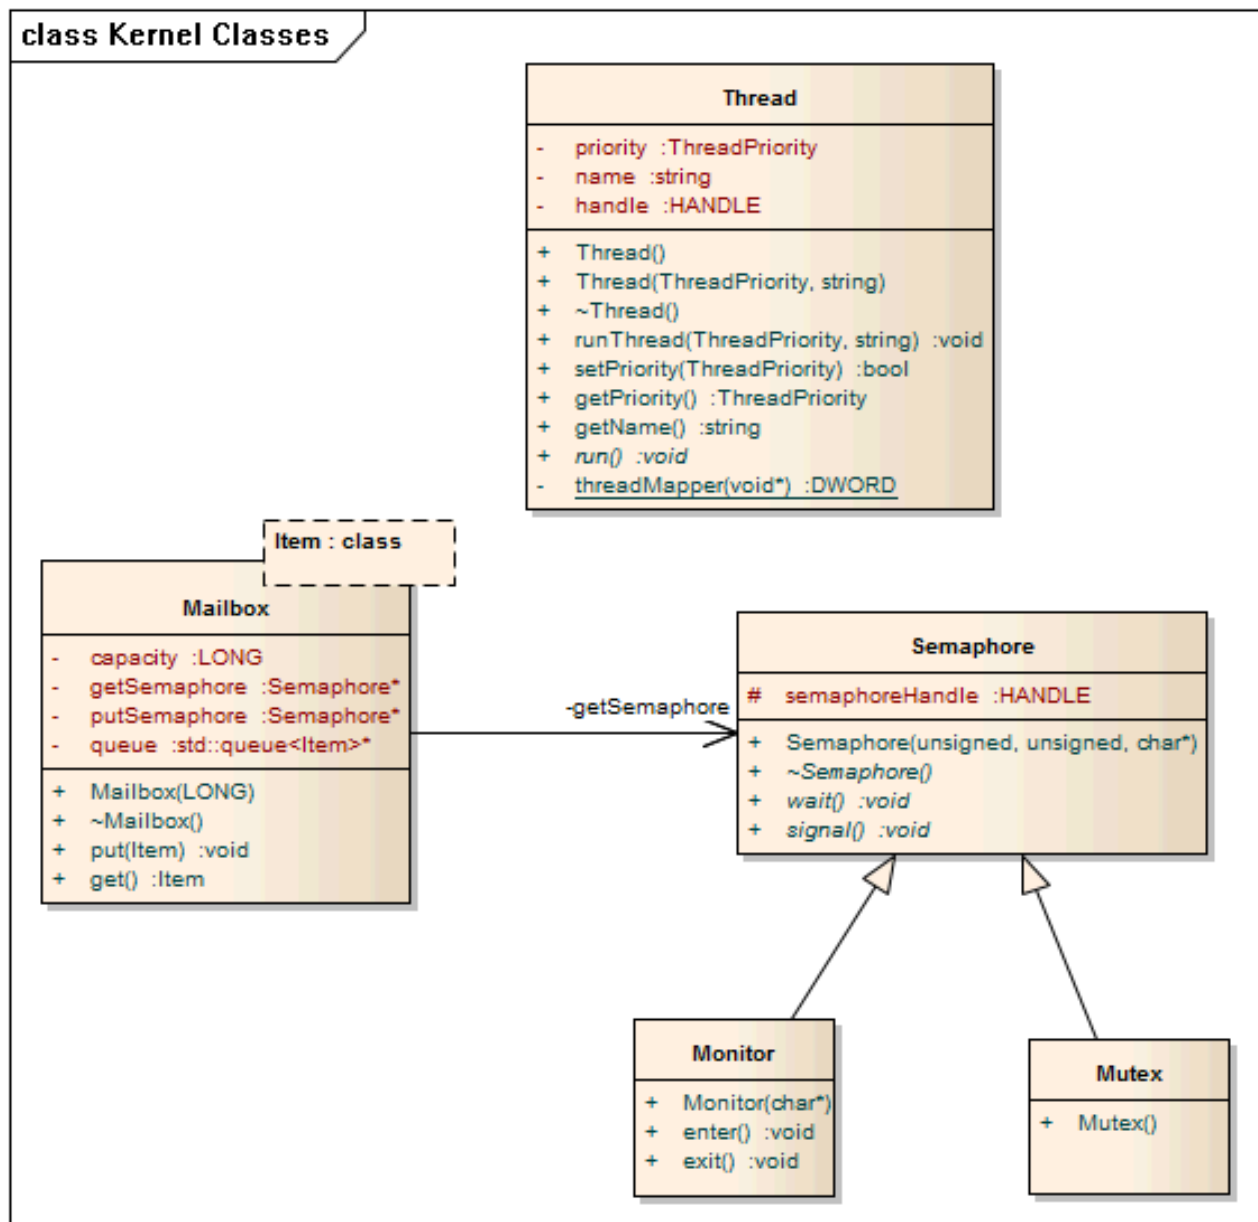 class Kernel Classes
Thread
- priority :ThreadPriority
- name :string
- handle :HANDLE
+ Thread()
+ Thread(ThreadPriority, string)
+ ~Thread()
+ runThread(ThreadPriority, string) :void
+ setPriority(ThreadPriority) :bool
+ getPriority() :ThreadPriority
+ getName() :string
+ run() :void
- threadMapper(void*) :DWORD
Item : class
Mailbox
- capacity :LONG
- getSemaphore :Semaphore*
- putSemaphore :Semaphore*
- queue :std::queue<Item>*
+ Mailbox(LONG)
+ ~Mailbox()
+ put(Item) :void
+ get() :Item
-getSemaphore
Semaphore
# semaphoreHandle :HANDLE
+ Semaphore(unsigned, unsigned, char*)
+ ~Semaphore()
+ wait() :void
+ signal() :void
Monitor
+ Monitor(char*)
+ enter() :void
+ exit() :void
Mutex
+ Mutex()